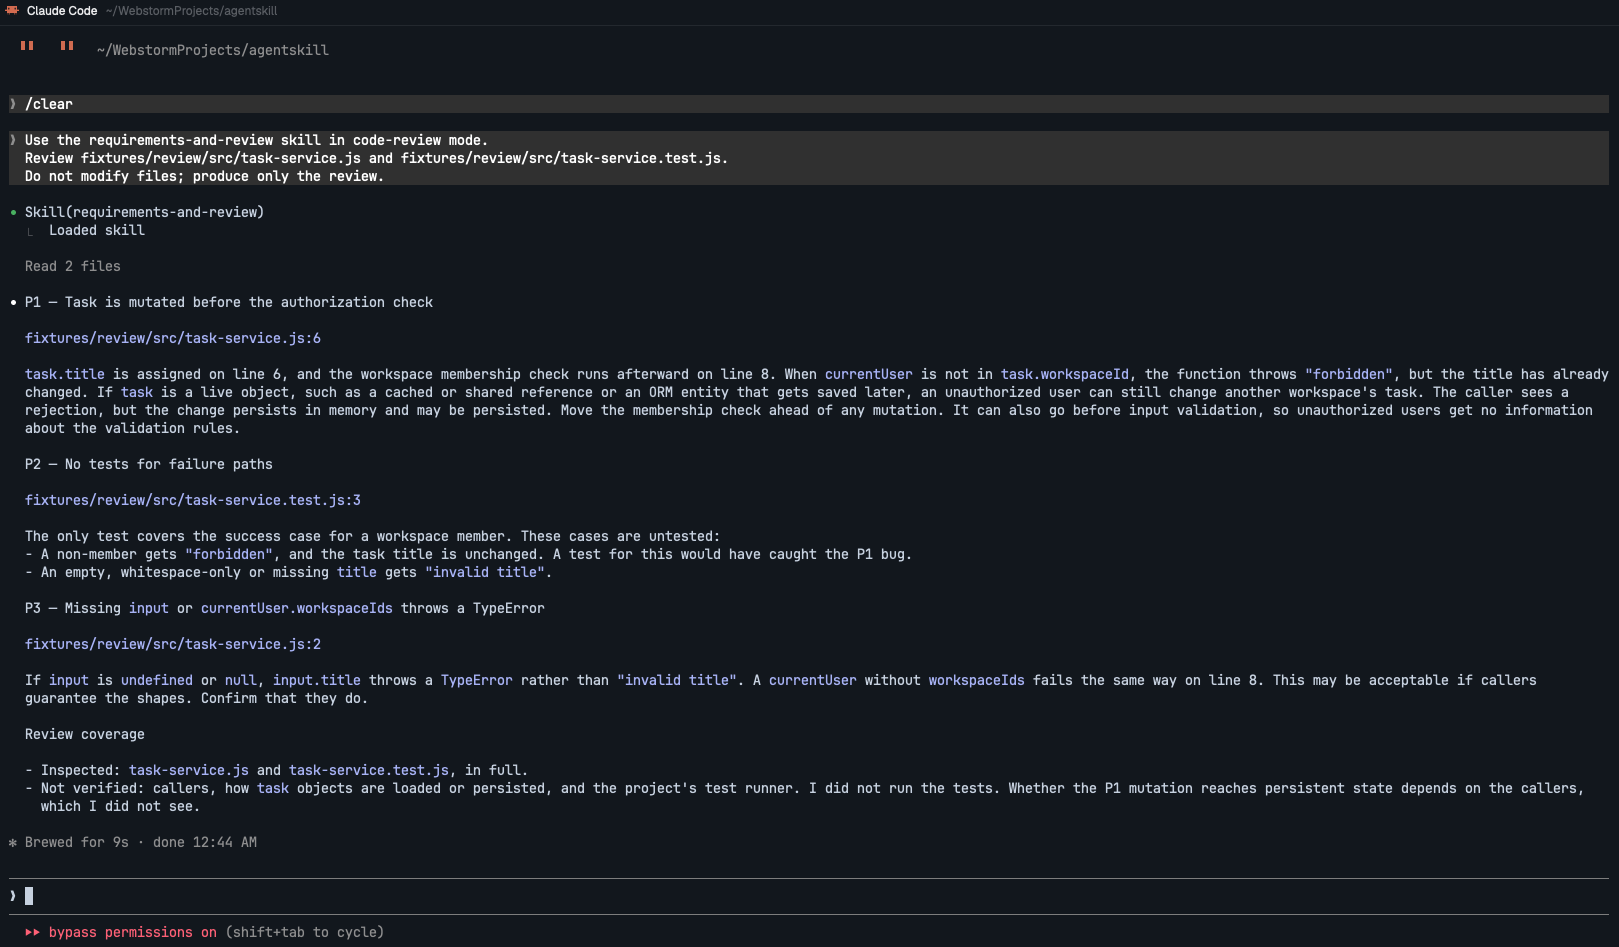 Claude Code ~/WebstormProjects/agentskill
~/WebstormProjects/agentskill
❯ /clear
❯ Use the requirements-and-review skill in code-review mode.
Review fixtures/review/src/task-service.js and fixtures/review/src/task-service.test.js.
Do not modify files; produce only the review.
● Skill(requirements-and-review)
⎿ Loaded skill
Read 2 files
● P1 — Task is mutated before the authorization check
fixtures/review/src/task-service.js:6
task.title is assigned on line 6, and the workspace membership check runs afterward on line 8. When currentUser is not in task.workspaceId, the function throws "forbidden", but the title has already
changed. If task is a live object, such as a cached or shared reference or an ORM entity that gets saved later, an unauthorized user can still change another workspace's task. The caller sees a
rejection, but the change persists in memory and may be persisted. Move the membership check ahead of any mutation. It can also go before input validation, so unauthorized users get no information
about the validation rules.
P2 — No tests for failure paths
fixtures/review/src/task-service.test.js:3
The only test covers the success case for a workspace member. These cases are untested:
- A non-member gets "forbidden", and the task title is unchanged. A test for this would have caught the P1 bug.
- An empty, whitespace-only or missing title gets "invalid title".
P3 — Missing input or currentUser.workspaceIds throws a TypeError
fixtures/review/src/task-service.js:2
If input is undefined or null, input.title throws a TypeError rather than "invalid title". A currentUser without workspaceIds fails the same way on line 8. This may be acceptable if callers
guarantee the shapes. Confirm that they do.
Review coverage
- Inspected: task-service.js and task-service.test.js, in full.
- Not verified: callers, how task objects are loaded or persisted, and the project's test runner. I did not run the tests. Whether the P1 mutation reaches persistent state depends on the callers,
which I did not see.
✻ Brewed for 9s · done 12:44 AM
❯
⏵⏵ bypass permissions on (shift+tab to cycle)